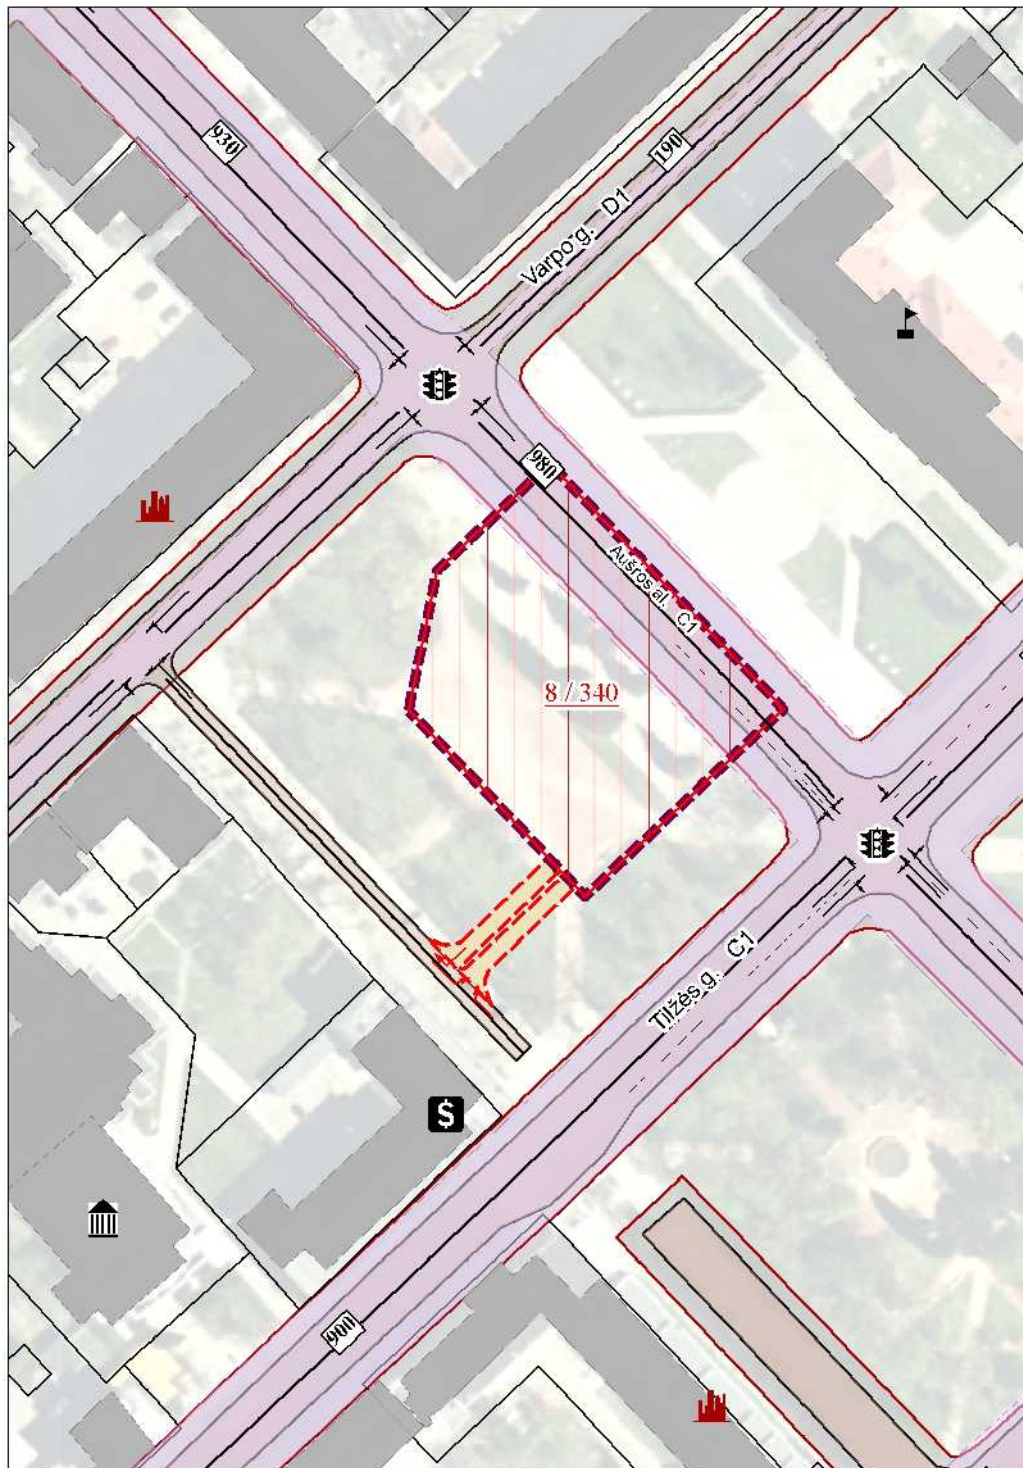 930
190
Varpo g. D1
980
Aušros al. C1
8 / 340
Tilžės g. C1
$
900